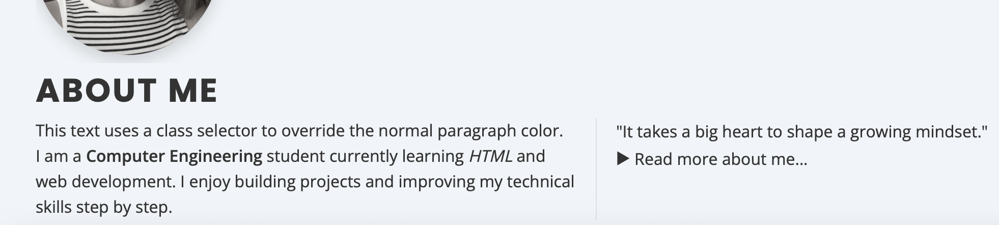 ABOUT ME
This text uses a class selector to override the normal paragraph color.
I am a Computer Engineering student currently learning HTML and
web development. I enjoy building projects and improving my technical
skills step by step.
"It takes a big heart to shape a growing mindset."
▶ Read more about me...